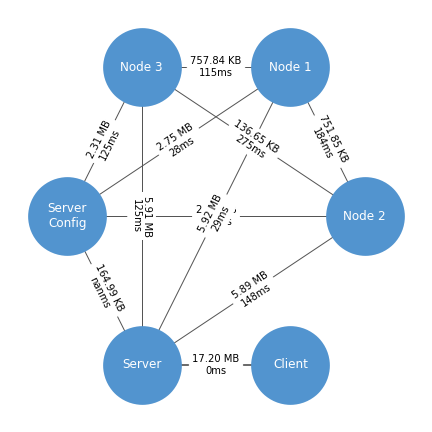 Node 3
757.84 KB
115ms
Node 1
2.31 MB
125ms
2.75 MB
28ms
136.65 KB
275ms
751.85 KB
184ms
Server
Config
5.91 MB
125ms
5.92 MB
29ms
Node 2
164.99 KB
nanms
5.89 MB
148ms
Server
17.20 MB
0ms
Client